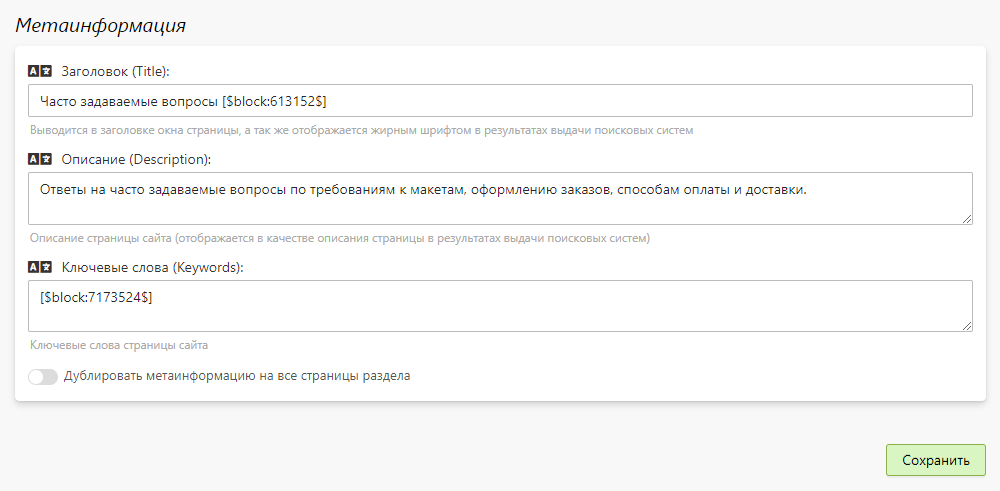 Метаинформация
Заголовок (Title):
Часто задаваемые вопросы [$block:613152$]
Выводится в заголовке окна страницы, а так же отображается жирным шрифтом в результатах выдачи поисковых систем
Описание (Description):
Ответы на часто задаваемые вопросы по требованиям к макетам, оформлению заказов, способам оплаты и доставки.
Описание страницы сайта (отображается в качестве описания страницы в результатах выдачи поисковых систем)
Ключевые слова (Keywords):
[$block:7173524$]
Ключевые слова страницы сайта
Дублировать метаинформацию на все страницы раздела
Сохранить